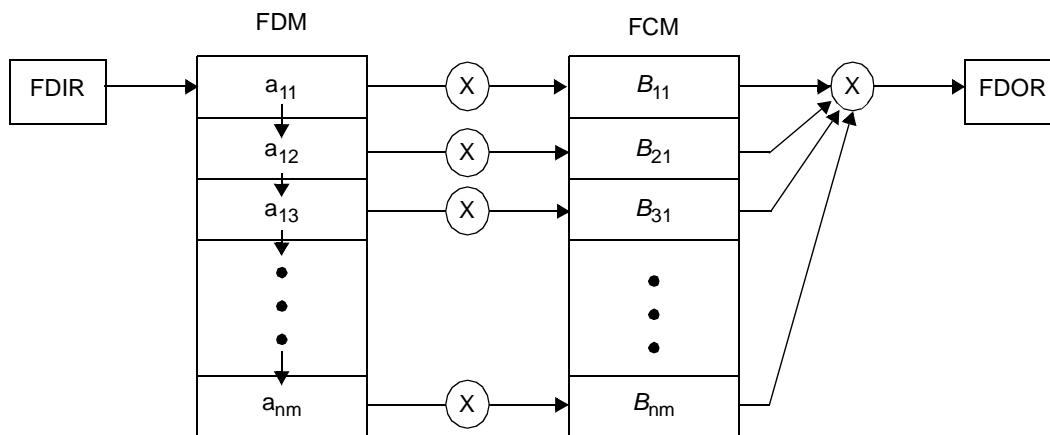 FDM
FCM
FDIR
a11
X
B11
X
FDOR
a12
X
B21
a13
X
B31
anm
X
Bnm